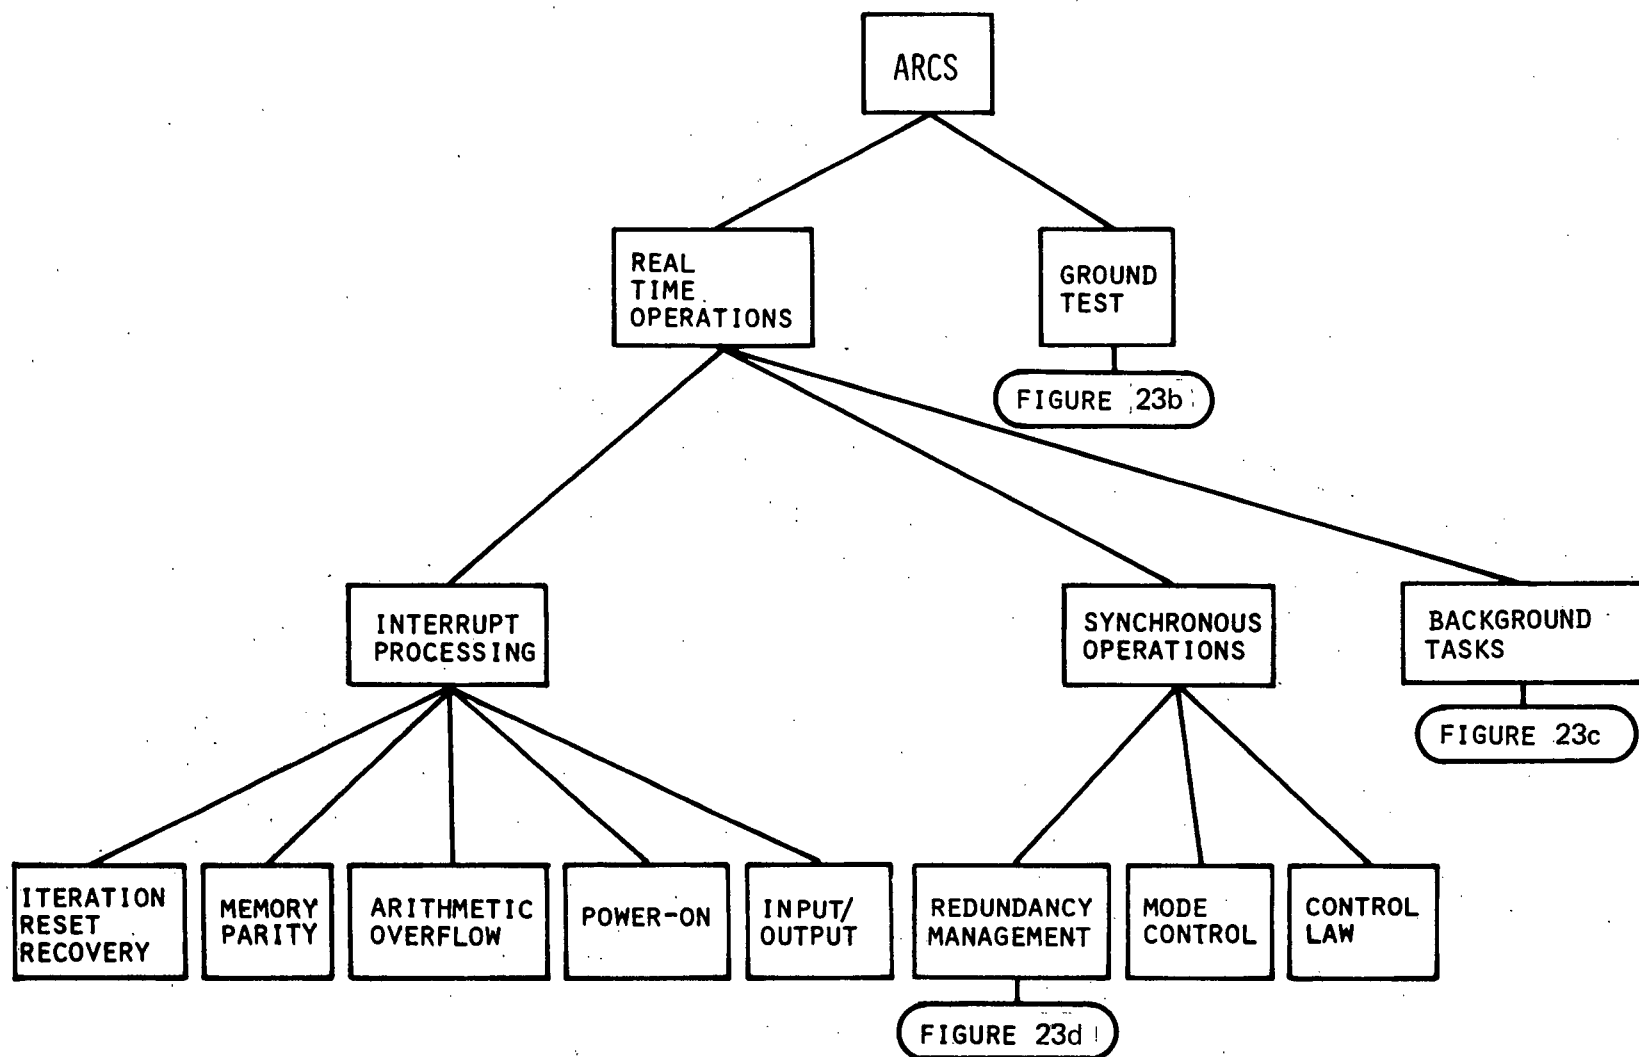 ARCS
REAL
TIME
OPERATIONS
GROUND
TEST
FIGURE 23b
INTERRUPT
PROCESSING
SYNCHRONOUS
OPERATIONS
BACKGROUND
TASKS
FIGURE 23c
ITERATION
RESET
RECOVERY
MEMORY
PARITY
ARITHMETIC
OVERFLOW
POWER-ON
INPUT/
OUTPUT
REDUNDANCY
MANAGEMENT
MODE
CONTROL
CONTROL
LAW
FIGURE 23d